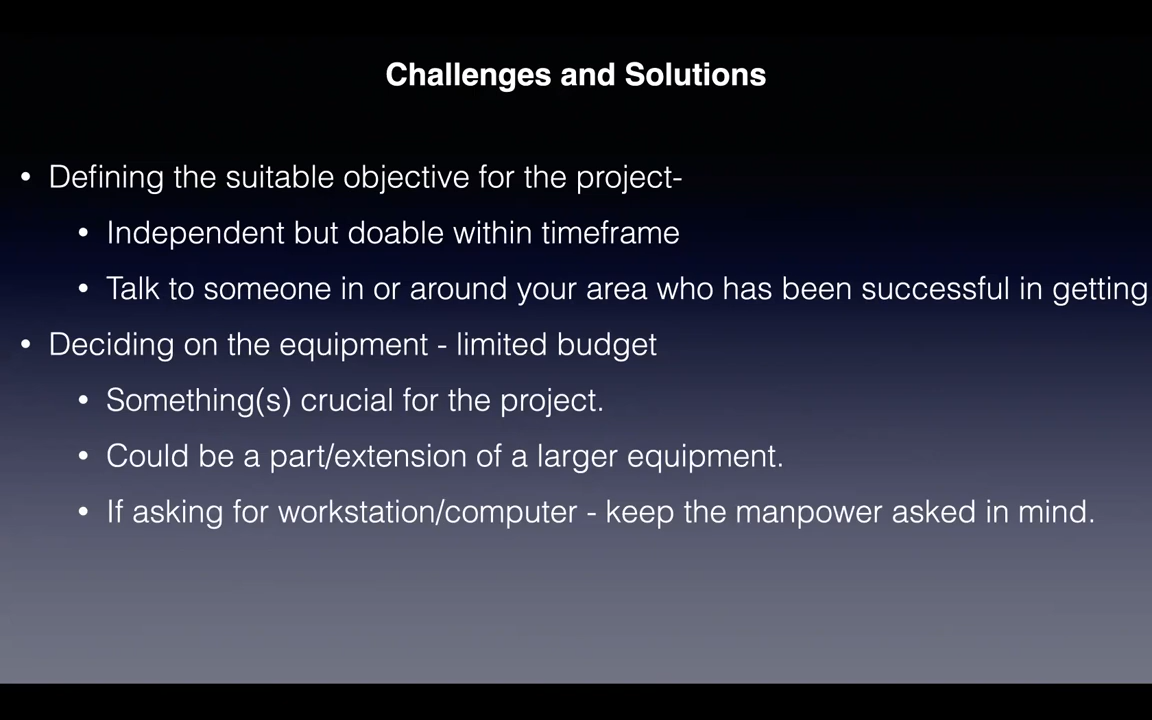 Challenges and Solutions
• Defining the suitable objective for the project-
• Independent but doable within timeframe
• Talk to someone in or around your area who has been successful in getting
• Deciding on the equipment - limited budget
• Something(s) crucial for the project.
• Could be a part/extension of a larger equipment.
• If asking for workstation/computer - keep the manpower asked in mind.